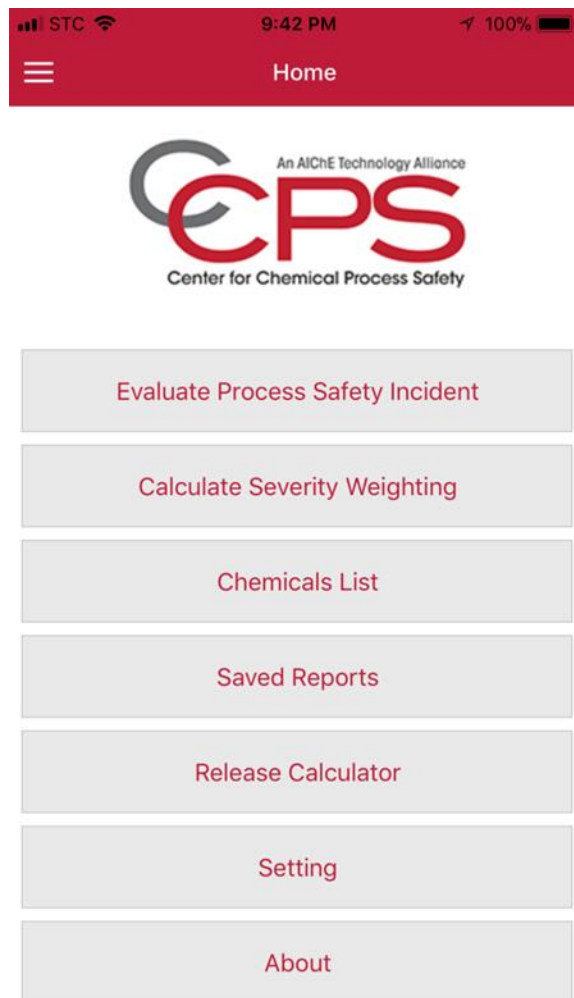 STC 9:42 PM 100%
Home
An AIChE Technology Alliance
CCPS
Center for Chemical Process Safety
Evaluate Process Safety Incident
Calculate Severity Weighting
Chemicals List
Saved Reports
Release Calculator
Setting
About